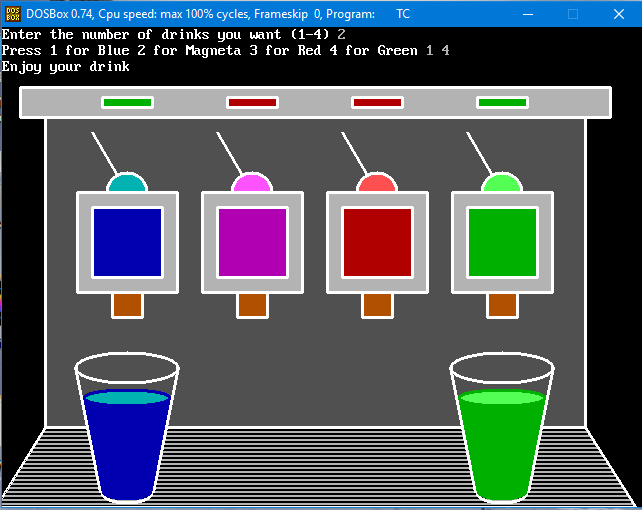 DOS BOX DOSBox 0.74, Cpu speed: max 100% cycles, Frameskip 0, Program: TC
Enter the number of drinks you want (1-4) 2
Press 1 for Blue 2 for Magneta 3 for Red 4 for Green 1 4
Enjoy your drink